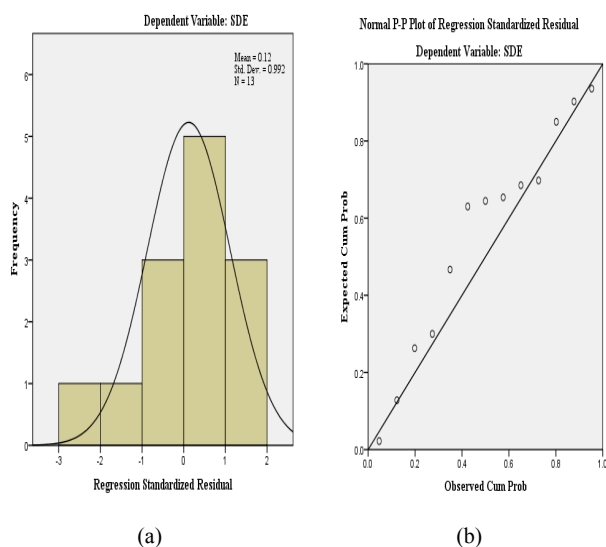 Dependent Variable: SDE
Mean = 0.12
Std. Dev. = 0.992
N = 13
Frequency
6
5
4
3
2
1
0
-3 -2 -1 0 1 2
Regression Standardized Residual
(a)
Normal P-P Plot of Regression Standardized Residual
Dependent Variable: SDE
Expected Cum Prob
1.0
0.8
0.6
0.4
0.2
0.0
0.0 0.2 0.4 0.6 0.8 1.0
Observed Cum Prob
(b)